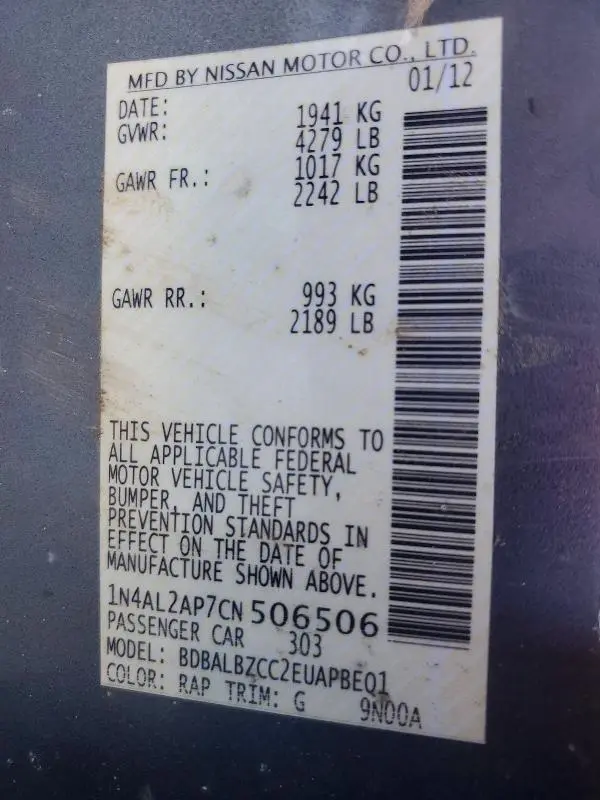 MFD BY NISSAN MOTOR CO., LTD.
DATE: 01/12
GVWR: 1941 KG
4279 LB
GAWR FR.: 1017 KG
2242 LB
GAWR RR.: 993 KG
2189 LB
THIS VEHICLE CONFORMS TO
ALL APPLICABLE FEDERAL
MOTOR VEHICLE SAFETY,
BUMPER, AND THEFT
PREVENTION STANDARDS IN
EFFECT ON THE DATE OF
MANUFACTURE SHOWN ABOVE.
1N4AL2AP7CN506506
PASSENGER CAR 303
MODEL: BDBALBZCC2EUAPBEQ1
COLOR: RAP TRIM: G 9N00A